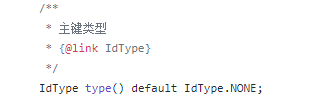 /**
 * 主键类型
 * {@link IdType}
 */
IdType type() default IdType.NONE;